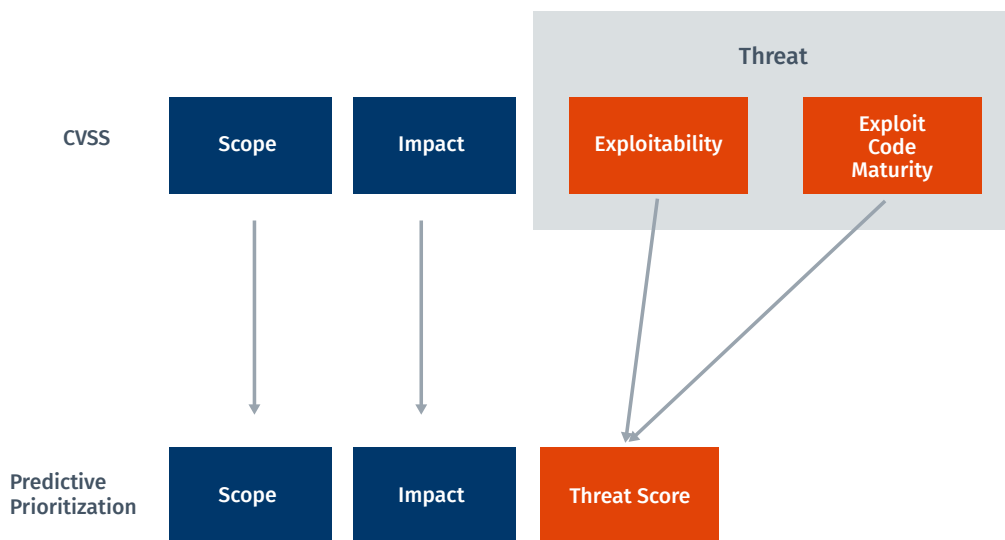 Threat
CVSS
Scope
Impact
Exploitability
Exploit
Code
Maturity
Predictive
Prioritization
Scope
Impact
Threat Score